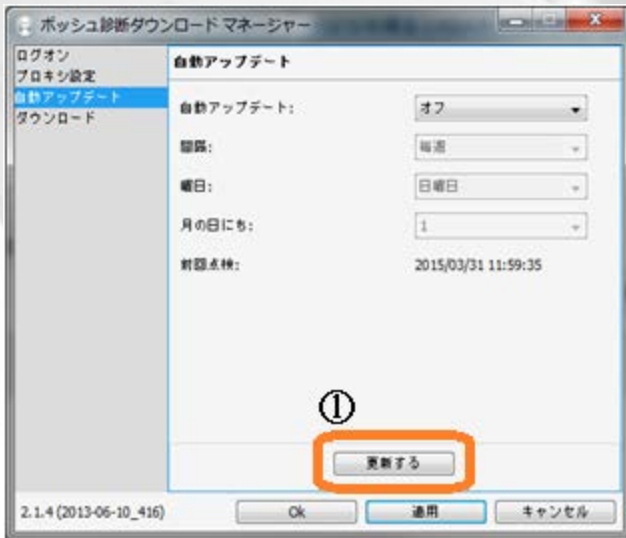 ボッシュ診断ダウンロード マネージャー
ログオン
プロキシ設定
自動アップデート
ダウンロード
自動アップデート
自動アップデート: オフ
間隔: 毎週
曜日: 日曜日
月の日にち: 1
前回点検: 2015/03/31 11:59:35
①
更新する
2.1.4 (2013-06-10_416) Ok 適用 キャンセル